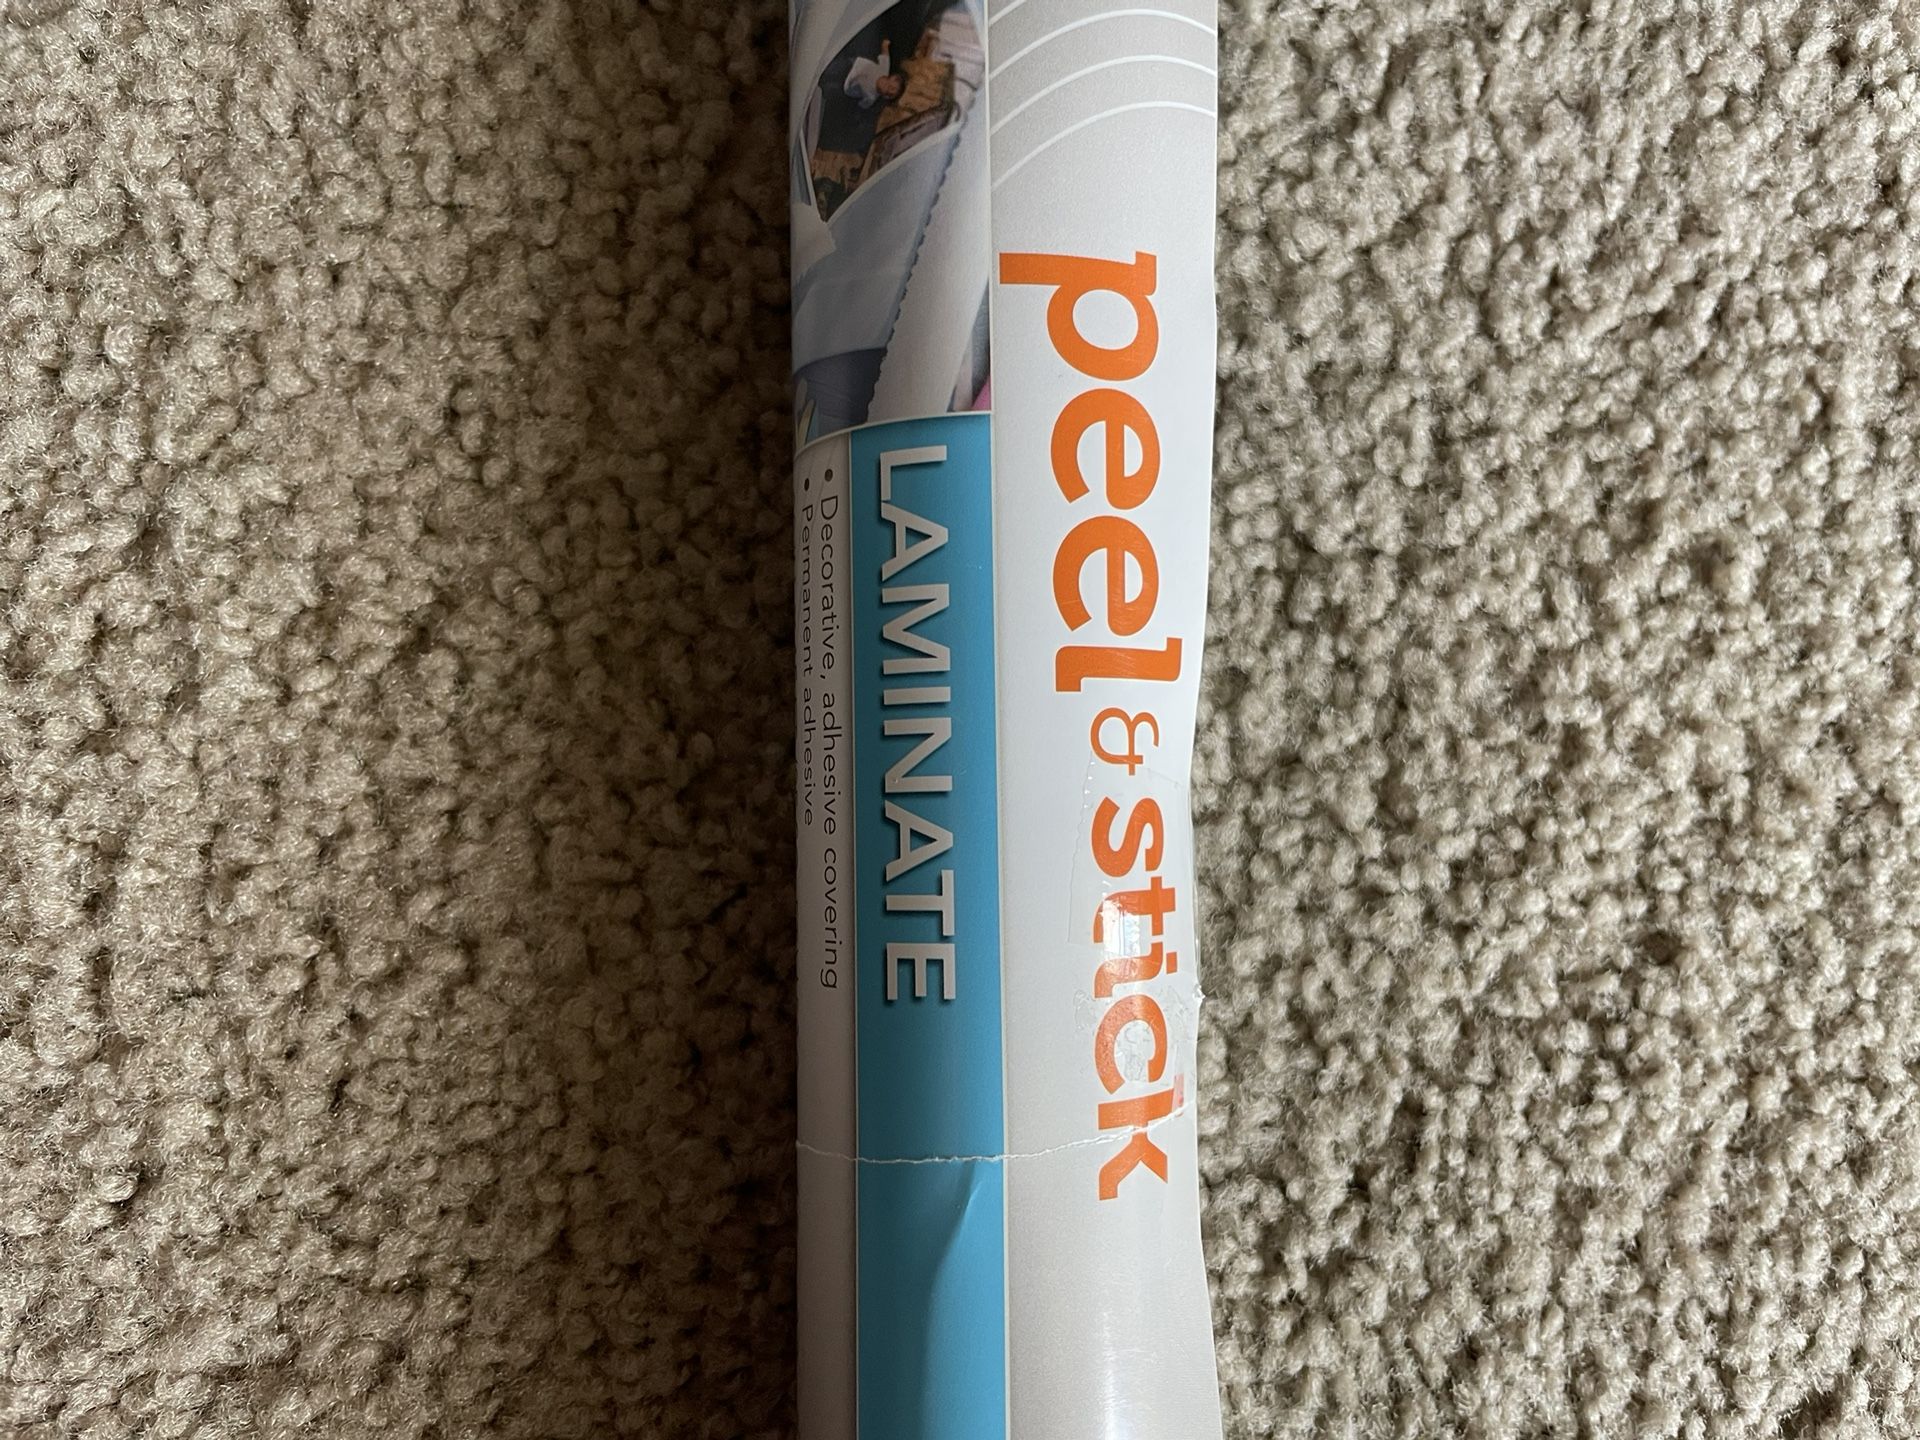 peel & stick
LAMINATE
• Decorative, adhesive covering
• Permanent adhesive